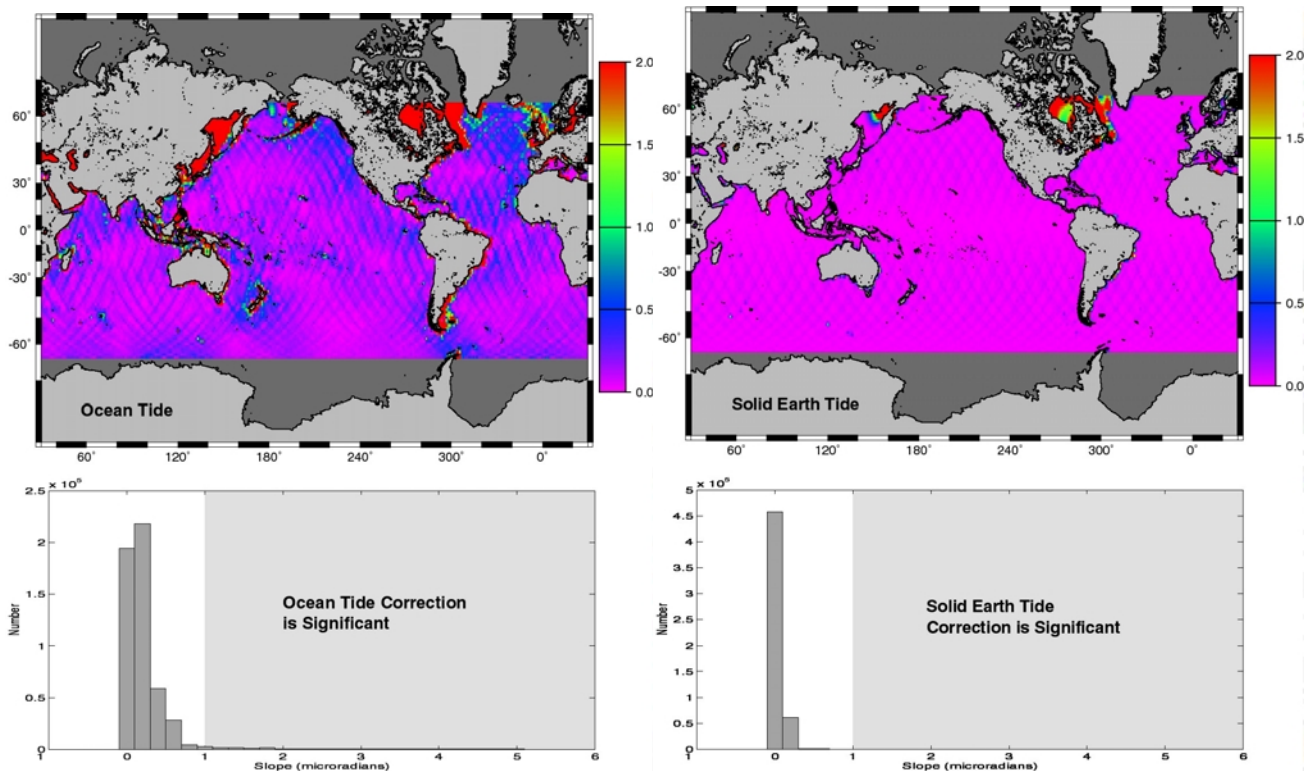 2.0
1.5
1.0
0.5
0.0
60˚
30˚
0˚
-30˚
-60˚
Ocean Tide
60˚ 120˚ 180˚ 240˚ 300˚ 0˚
2.0
1.5
1.0
0.5
0.0
60˚
30˚
0˚
-30˚
-60˚
Solid Earth Tide
60˚ 120˚ 180˚ 240˚ 300˚ 0˚
× 10⁵
2.5
2
1.5
1
0.5
0
Number
Ocean Tide Correction
is Significant
1 0 1 2 3 4 5 6
Slope (microradians)
× 10⁵
5
4.5
4
3.5
3
2.5
2
1.5
1
0.5
0
Number
Solid Earth Tide
Correction is Significant
1 0 1 2 3 4 5 6
Slope (microradians)